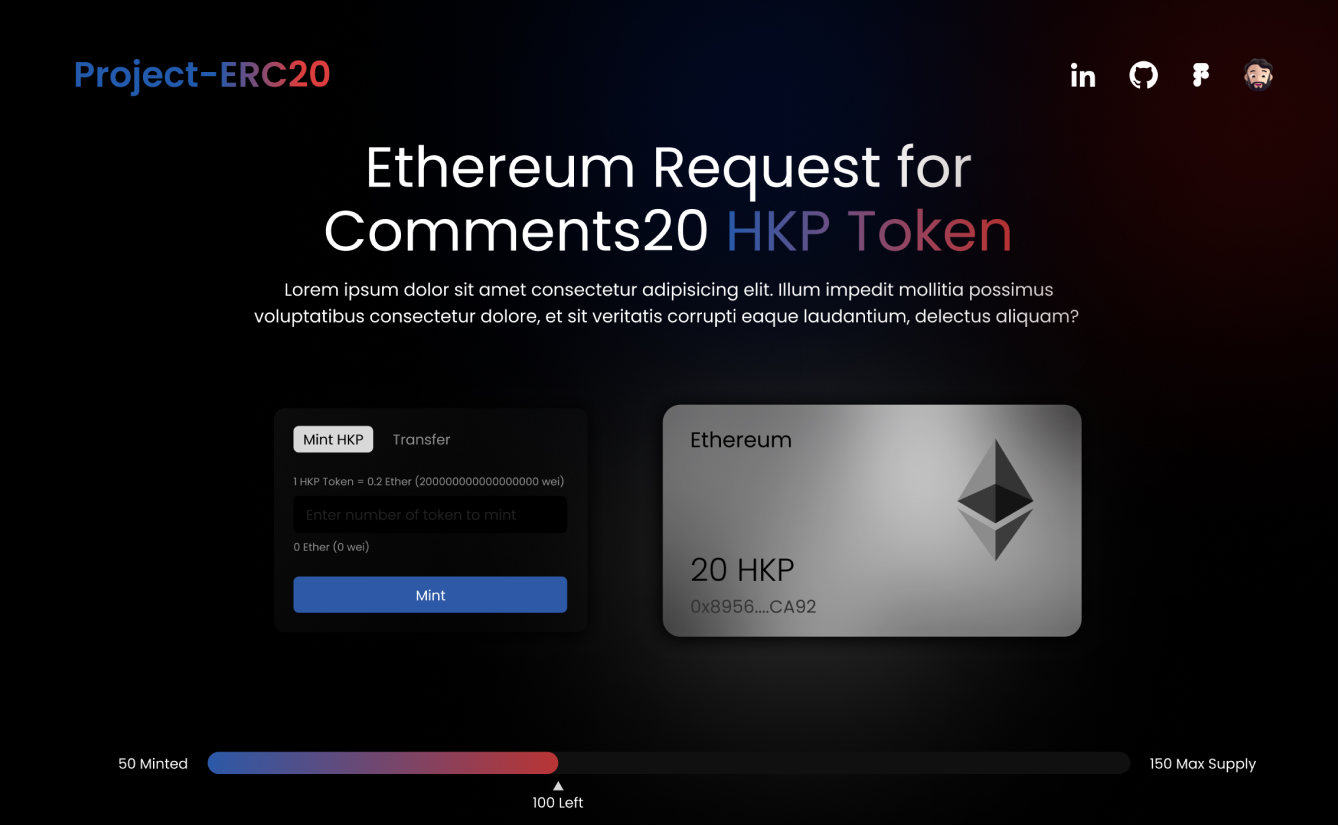 Project-ERC20
in
Ethereum Request for
Comments20 HKP Token
Lorem ipsum dolor sit amet consectetur adipisicing elit. Illum impedit mollitia possimus
voluptatibus consectetur dolore, et sit veritatis corrupti eaque laudantium, delectus aliquam?
Mint HKP Transfer
1 HKP Token = 0.2 Ether (200000000000000000 wei)
Enter number of token to mint
0 Ether (0 wei)
Mint
Ethereum
20 HKP
0x8956....CA92
50 Minted
150 Max Supply
100 Left